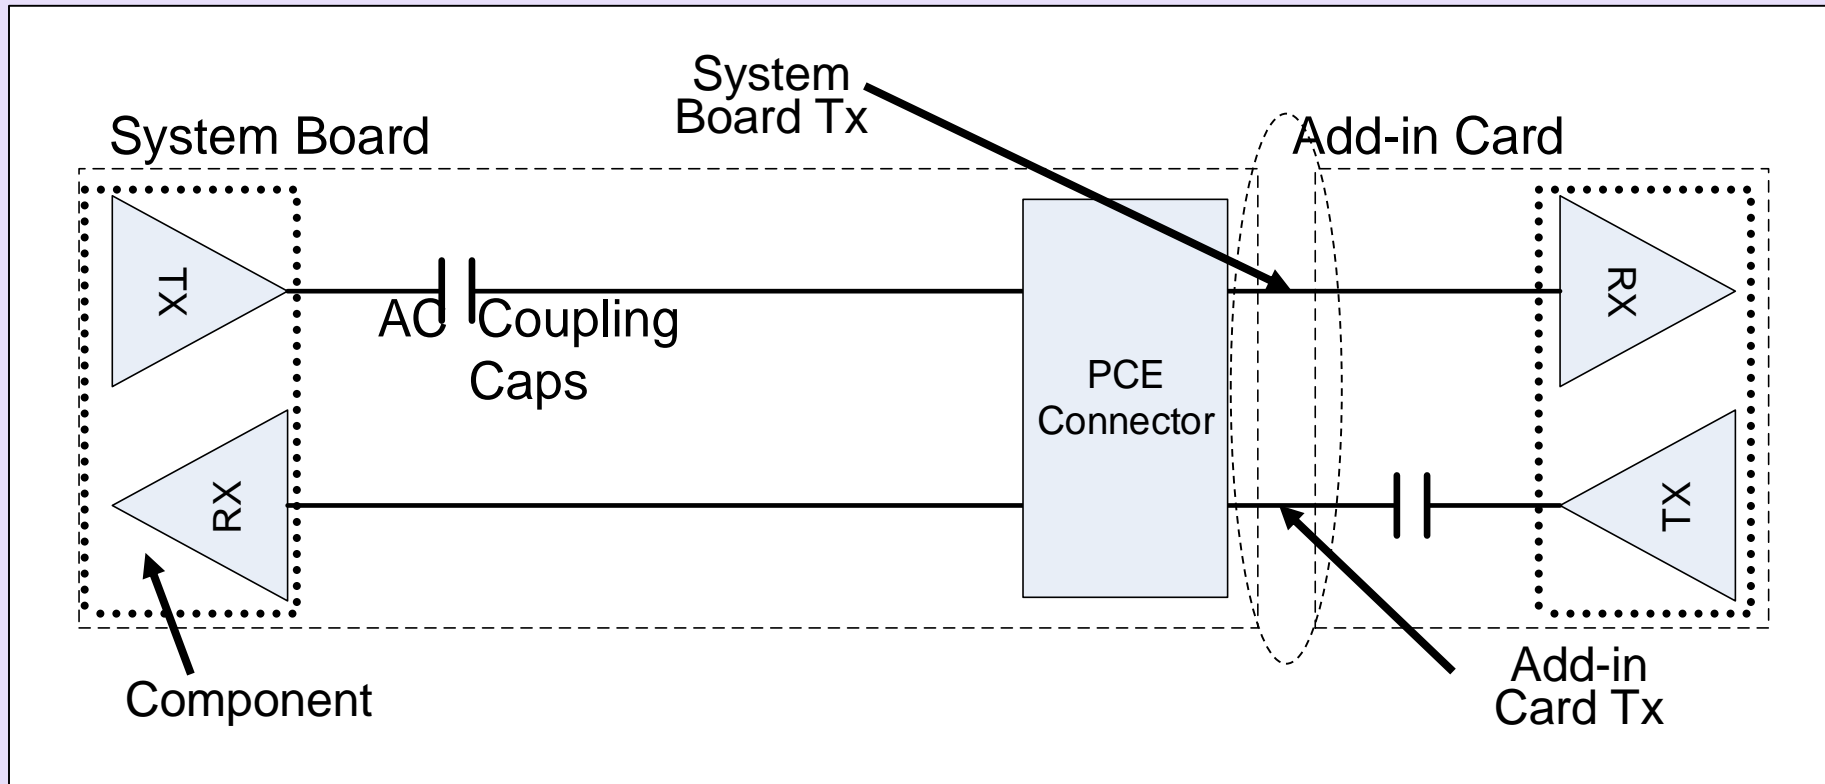 System
Board Tx
System Board
Add-in Card
TX
RX
AC Coupling
Caps
PCE
Connector
RX
TX
Component
Add-in
Card Tx